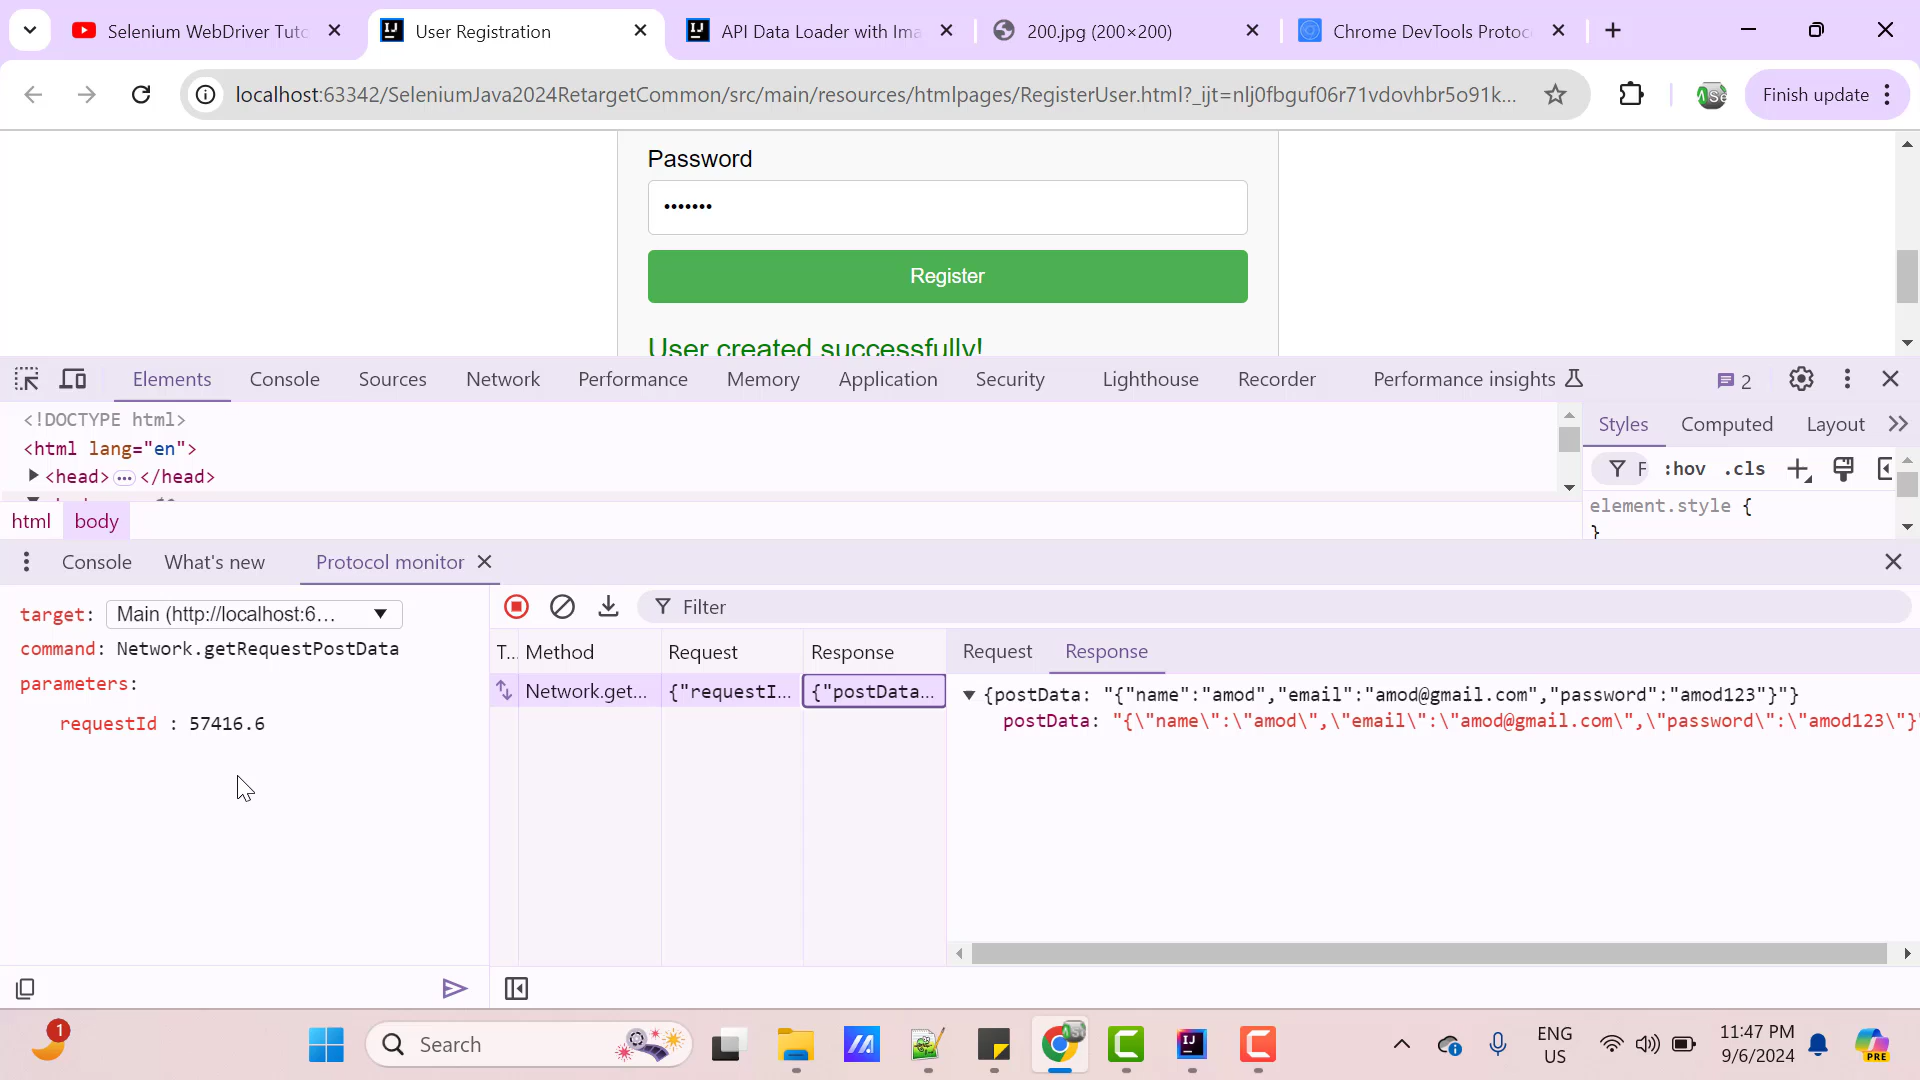 Selenium WebDriver Tuto
User Registration
API Data Loader with Ima
200.jpg (200×200)
Chrome DevTools Protoc
localhost:63342/SeleniumJava2024RetargetCommon/src/main/resources/htmlpages/RegisterUser.html?_ijt=nlj0fbguf06r71vdovhbr5o91k...
Finish update
Password
•••••••
Register
User created successfully!
Elements
Console
Sources
Network
Performance
Memory
Application
Security
Lighthouse
Recorder
Performance insights
2
<!DOCTYPE html>
<html lang="en">
<head>…</head>
html
body
Styles
Computed
Layout
F
:hov
.cls
element.style {
}
Console
What's new
Protocol monitor
target: Main (http://localhost:6...
command: Network.getRequestPostData
parameters:
requestId : 57416.6
Filter
T...
Method
Request
Response
Network.get...
{"requestI...
{"postData...
Request
Response
{postData: "{"name":"amod","email":"amod@gmail.com","password":"amod123"}"}
postData: "{\"name\":\"amod\",\"email\":\"amod@gmail.com\",\"password\":\"amod123\"}"
1
Search
ENG
US
11:47 PM
9/6/2024
PRE